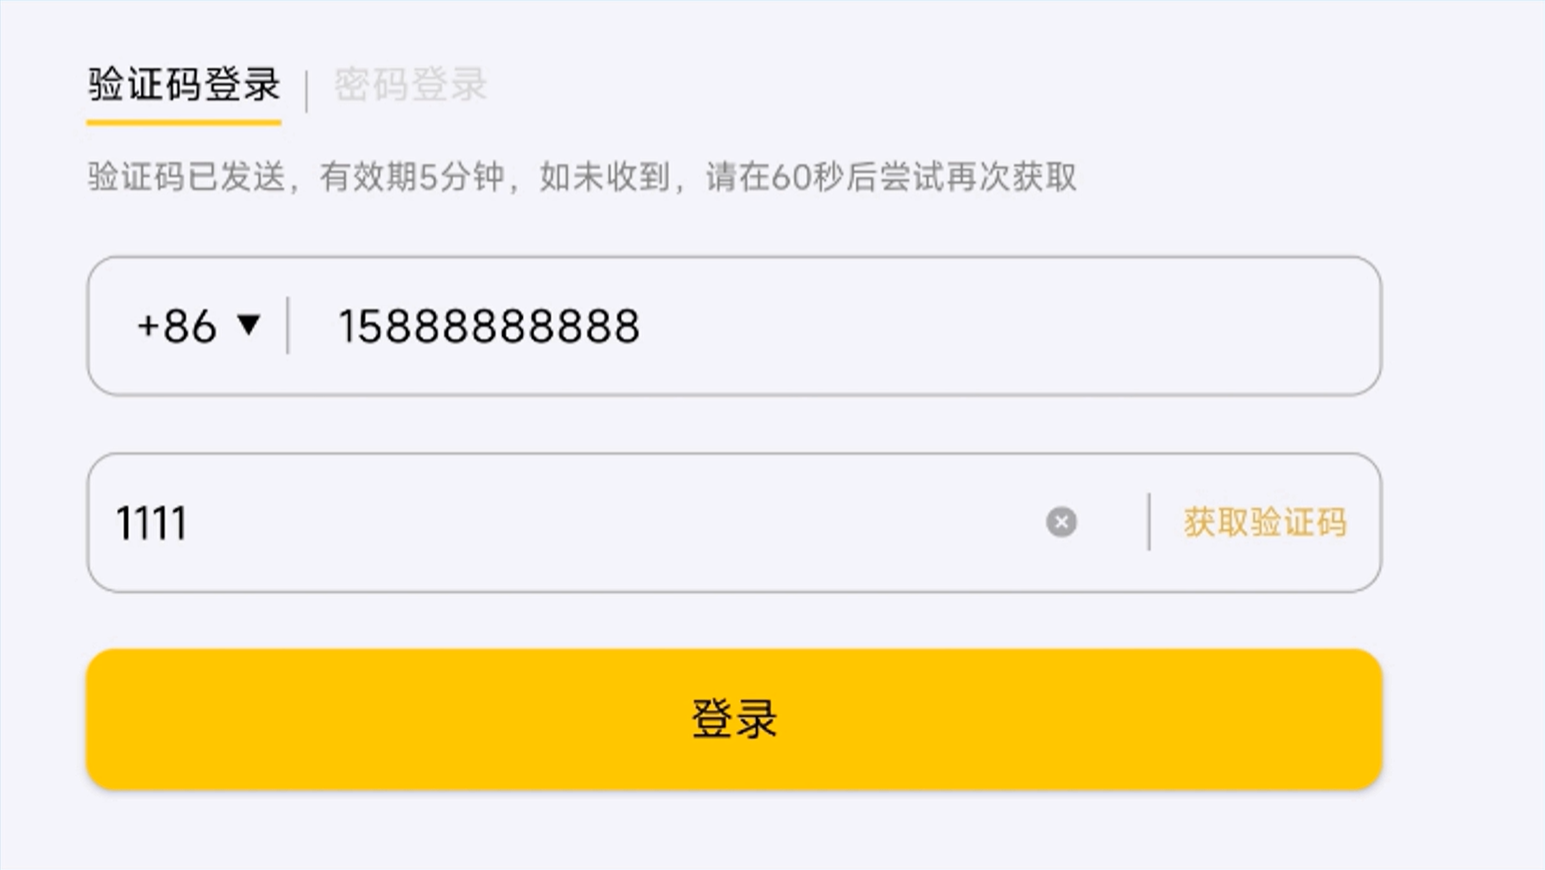 验证码登录 | 密码登录
验证码已发送，有效期5分钟，如未收到，请在60秒后尝试再次获取
+86 ▼ | 15888888888
1111 | 获取验证码
登录